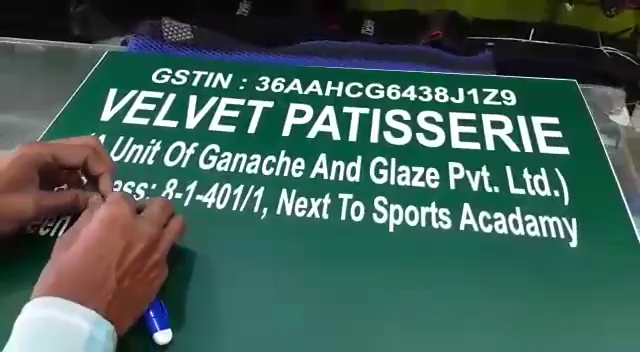 GSTIN : 36AAHCG6438J1Z9
VELVET PATISSERIE
Unit Of Ganache And Glaze Pvt. Ltd.)
8-1-401/1, Next To Sports Acadamy